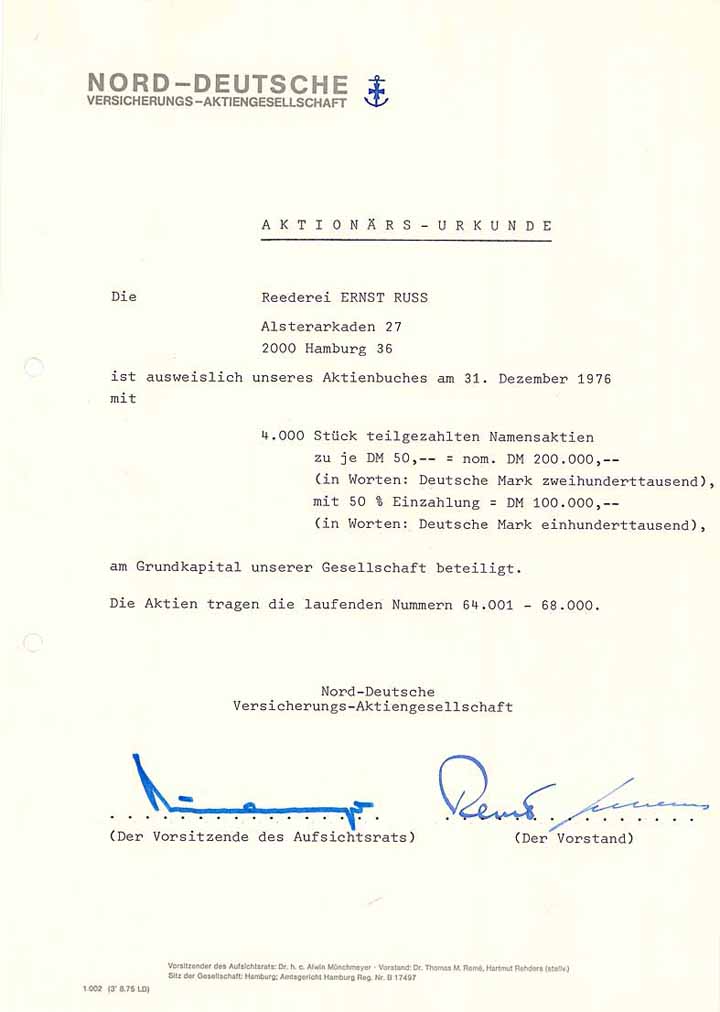 NORD-DEUTSCHE
VERSICHERUNGS-AKTIENGESELLSCHAFT
AKTIONÄRS-URKUNDE
Die Reederei ERNST RUSS
Alsterarkaden 27
2000 Hamburg 36
ist ausweislich unseres Aktienbuches am 31. Dezember 1976
mit
4.000 Stück teilgezahlten Namensaktien
zu je DM 50,-- = nom. DM 200.000,--
(in Worten: Deutsche Mark zweihunderttausend),
mit 50 % Einzahlung = DM 100.000,--
(in Worten: Deutsche Mark einhunderttausend),
am Grundkapital unserer Gesellschaft beteiligt.
Die Aktien tragen die laufenden Nummern 64.001 - 68.000.
Nord-Deutsche
Versicherungs-Aktiengesellschaft
Remé
(Der Vorsitzende des Aufsichtsrats) (Der Vorstand)
Vorsitzender des Aufsichtsrats: Dr. h. c. Alwin Münchmeyer · Vorstand: Dr. Thomas M. Remé, Hartmut Rehders (stellv.)
Sitz der Gesellschaft: Hamburg; Amtsgericht Hamburg Reg. Nr. B 17497
1.002 (3' 8.75 LD)